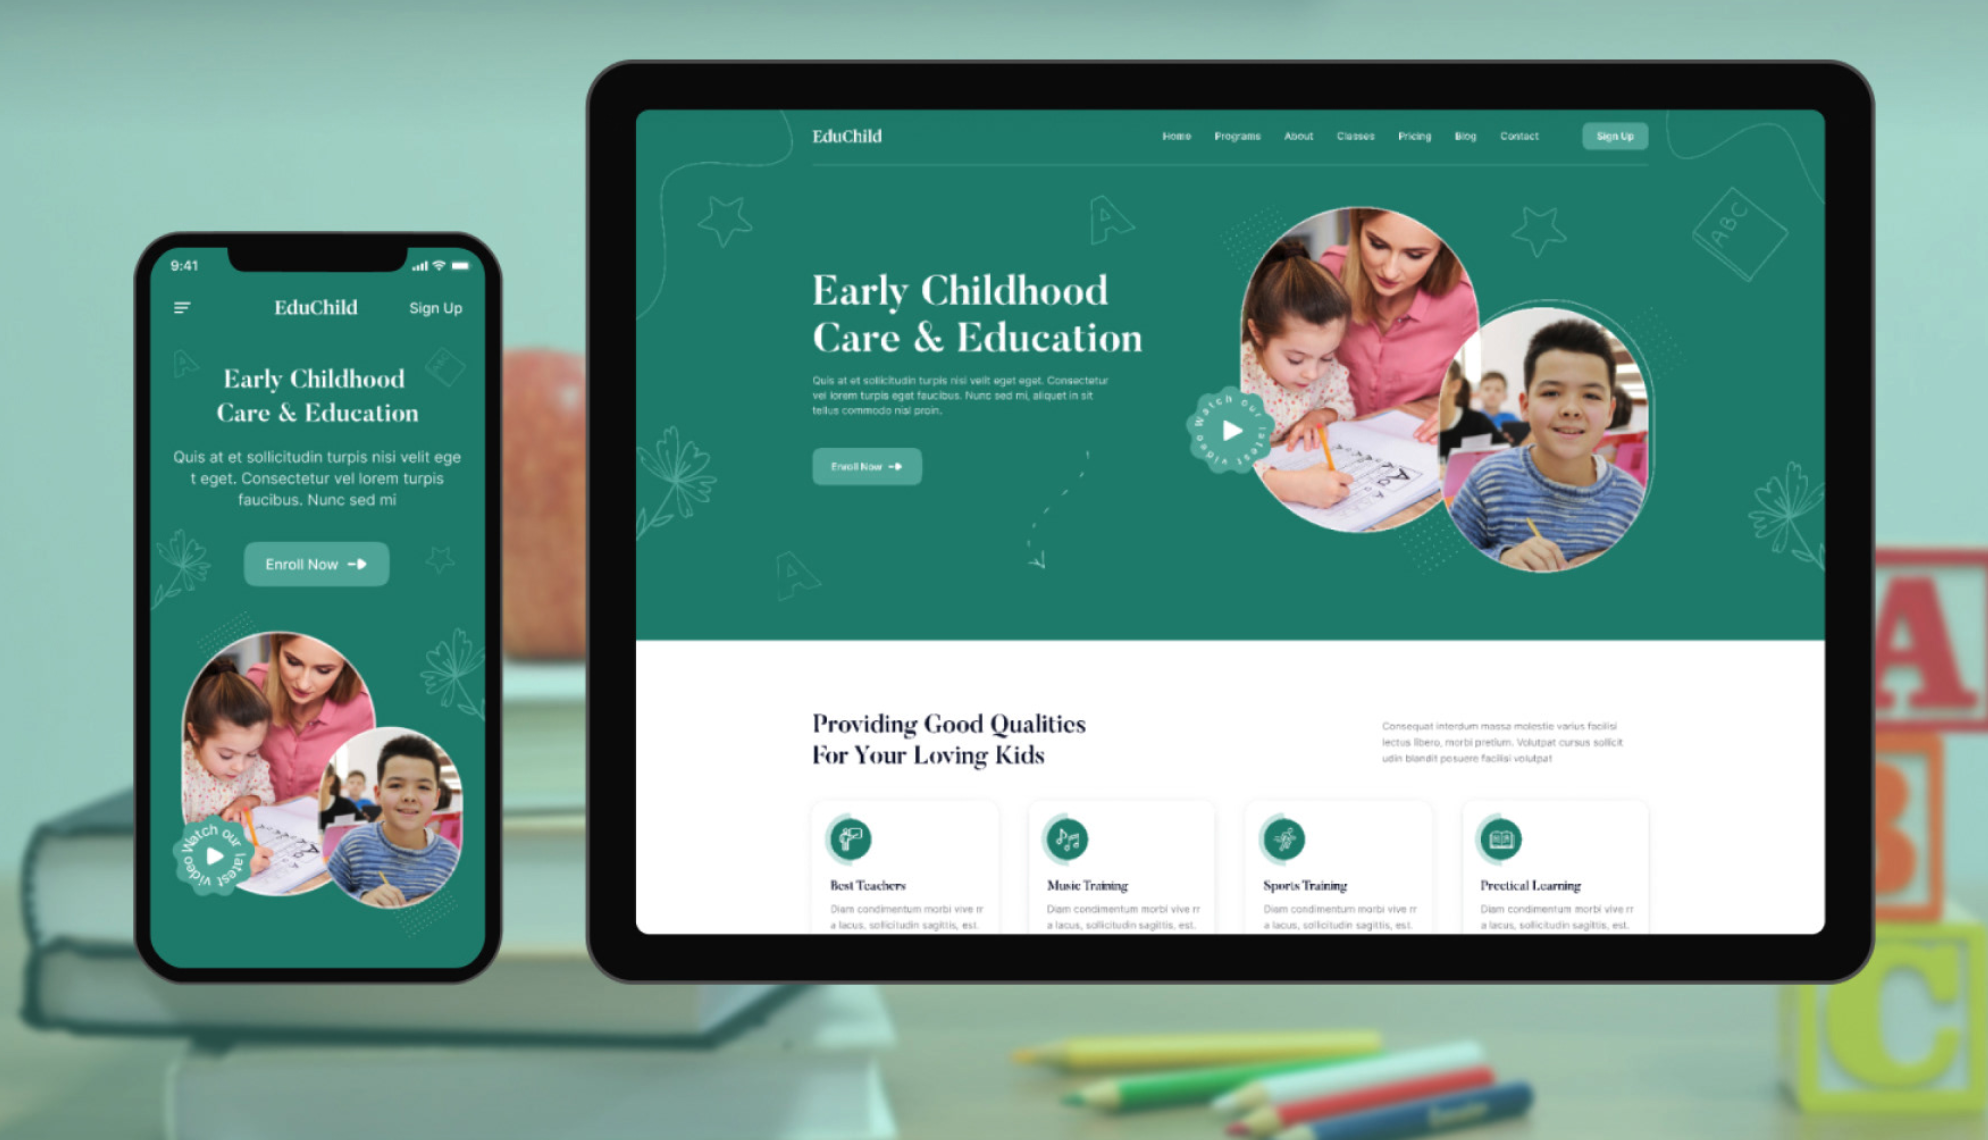 9:41
EduChild
Sign Up
Early Childhood
Care & Education
Quis at et sollicitudin turpis nisi velit ege
t eget. Consectetur vel lorem turpis
faucibus. Nunc sed mi
Enroll Now
A
ABC
Watch our latest video
EduChild
Home Programs About Classes Pricing Blog Contact Sign Up
A
ABC
Early Childhood
Care & Education
Quis at et sollicitudin turpis nisi velit eget eget. Consectetur
vel lorem turpis eget faucibus. Nunc sed mi, aliquet in sit
tellus commodo nisl proin.
Enroll Now
Watch our latest video
A
Providing Good Qualities
For Your Loving Kids
Consequat interdum massa molestie varius facilisi
lectus libero, morbi pretium. Volutpat cursus sollicit
udin blandit posuere facilisi volutpat
Best Teachers
Diam condimentum morbi vive rr
a lacus, sollicitudin sagittis, est.
Music Training
Diam condimentum morbi vive rr
a lacus, sollicitudin sagittis, est.
Sports Training
Diam condimentum morbi vive rr
a lacus, sollicitudin sagittis, est.
Prectical Learning
Diam condimentum morbi vive rr
a lacus, sollicitudin sagittis, est.
A
B
C